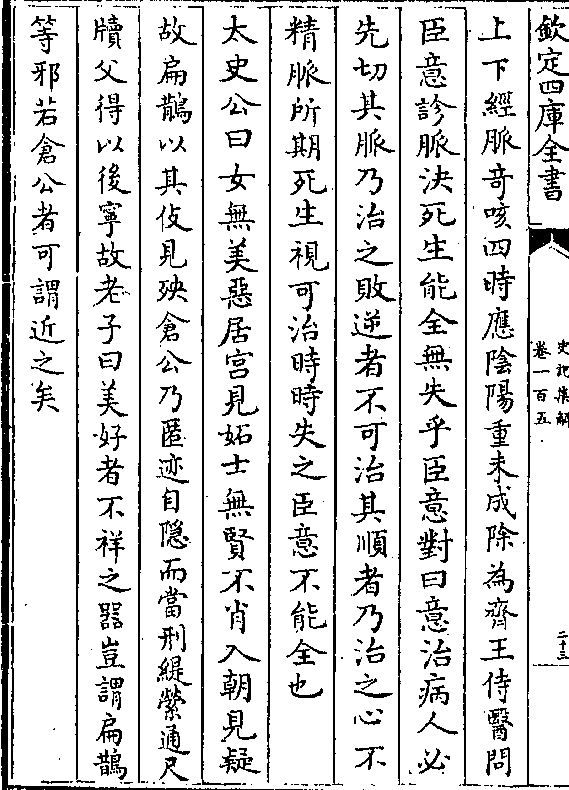 欽定四庫全書
史記集解
卷一百五
二十三
上下經脈奇咳四時應陰陽重未成除為齊王侍醫問
臣意診脈決死生能全無失乎臣意對曰意治病人必
先切其脈乃治之敗逆者不可治其順者乃治之心不
精脈所期死生視可治時時失之臣意不能全也
太史公曰女無美惡居宮見妬士無賢不肖入朝見疑
故扁鵲以其伎見殃倉公乃匿迹自隱而當刑緹縈通尺
牘父得以後寧故老子曰美好者不祥之器豈謂扁鵲
等邪若倉公者可謂近之矣